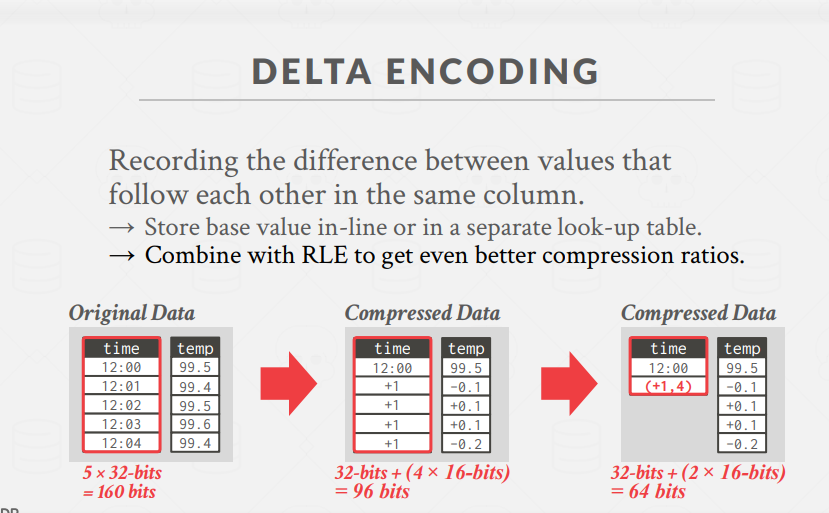 DELTA ENCODING
Recording the difference between values that
follow each other in the same column.
→ Store base value in-line or in a separate look-up table.
→ Combine with RLE to get even better compression ratios.
Original Data
time temp
12:00 99.5
12:01 99.4
12:02 99.5
12:03 99.6
12:04 99.4
5 × 32-bits
= 160 bits
Compressed Data
time temp
12:00 99.5
+1 -0.1
+1 +0.1
+1 +0.1
+1 -0.2
32-bits + (4 × 16-bits)
= 96 bits
Compressed Data
time temp
12:00 99.5
(+1,4) -0.1
+0.1
+0.1
-0.2
32-bits + (2 × 16-bits)
= 64 bits